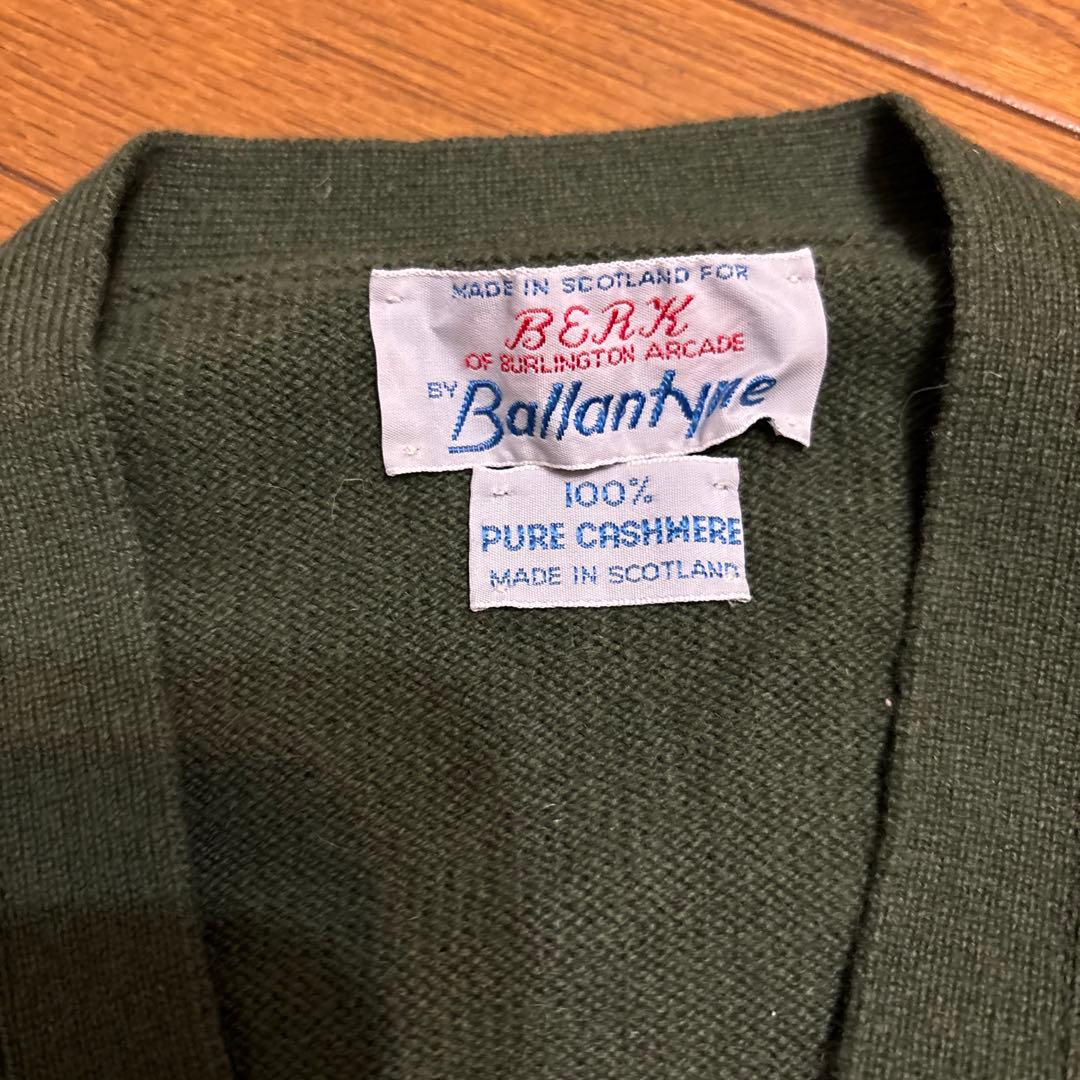 MADE IN SCOTLAND FOR
BERK
OF BURLINGTON ARCADE
BY Ballantyne
100%
PURE CASHMERE
MADE IN SCOTLAND